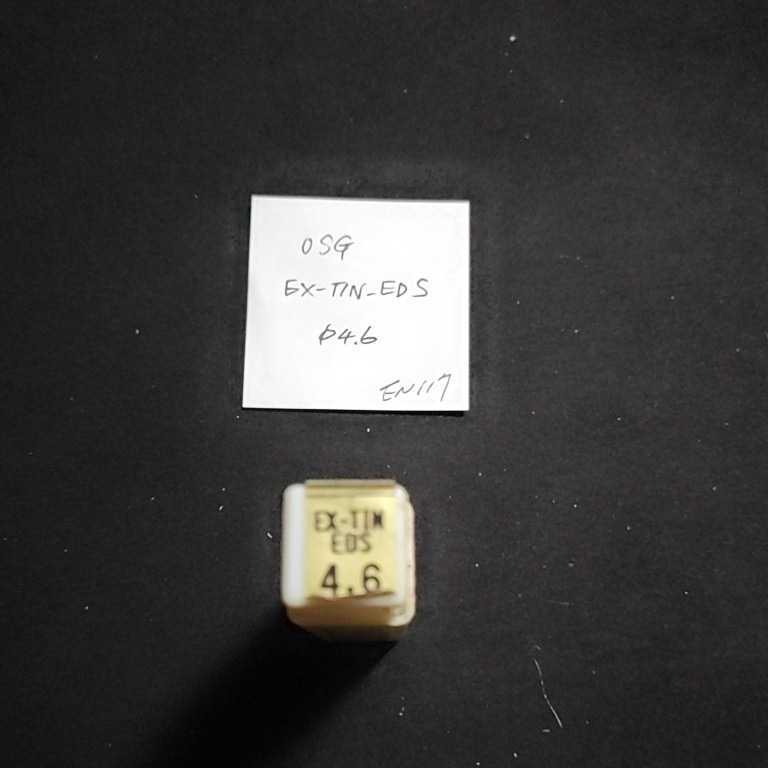 OSG
EX-TIN-EDS
φ4.6
EN117
EX-TIN
EDS
4.6